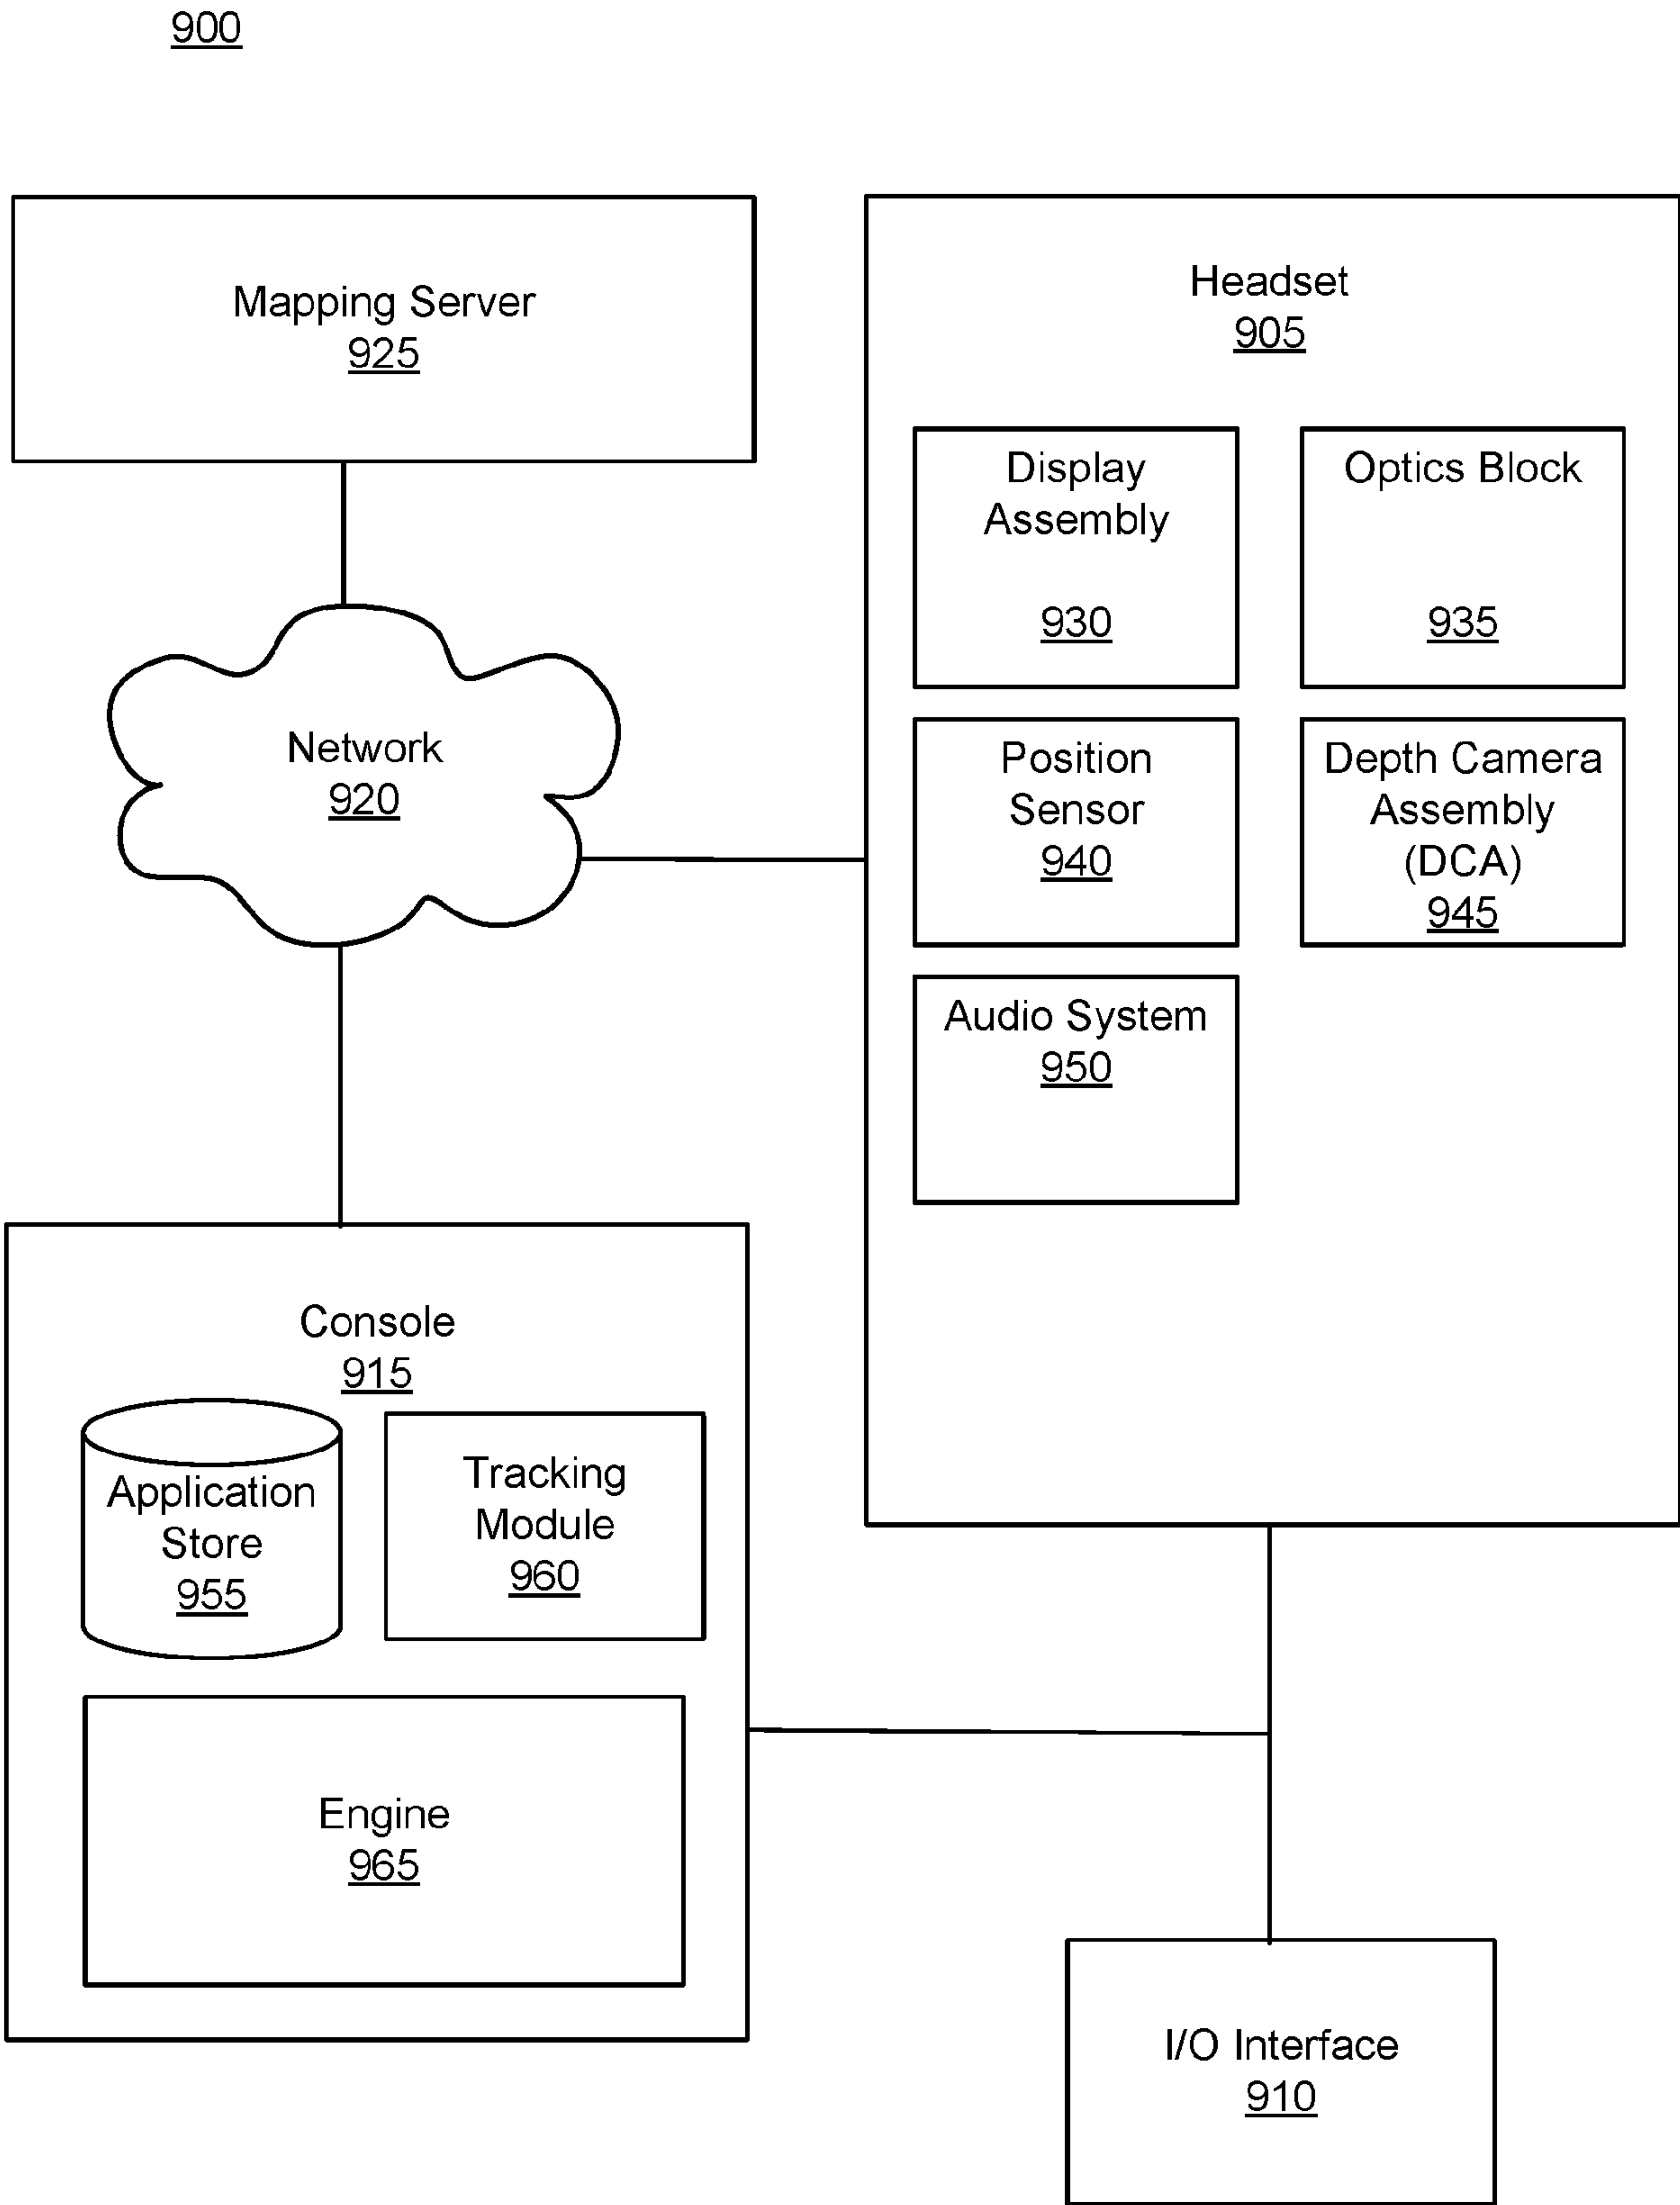 900
Mapping Server
925
Headset
905
Display
Assembly
930
Optics Block
935
Network
920
Position
Sensor
940
Depth Camera
Assembly
(DCA)
945
Audio System
950
Console
915
Application
Store
955
Tracking
Module
960
Engine
965
I/O Interface
910